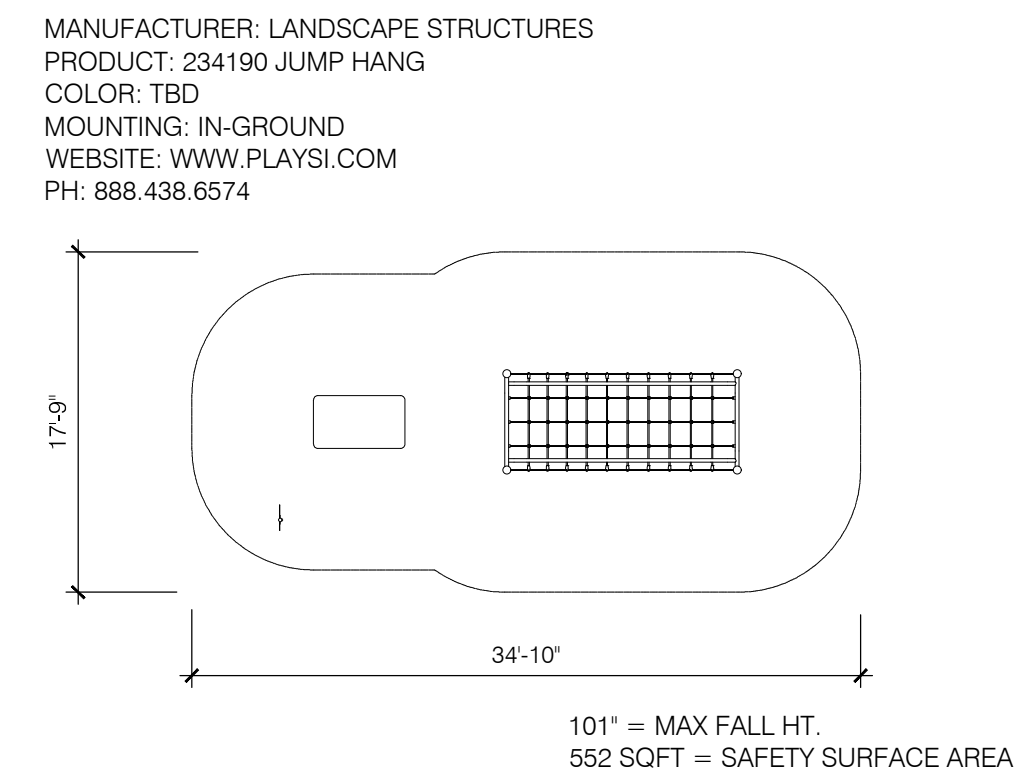 MANUFACTURER: LANDSCAPE STRUCTURES
PRODUCT: 234190 JUMP HANG
COLOR: TBD
MOUNTING: IN-GROUND
WEBSITE: WWW.PLAYSI.COM
PH: 888.438.6574
17'-9"
34'-10"
101" = MAX FALL HT.
552 SQFT = SAFETY SURFACE AREA